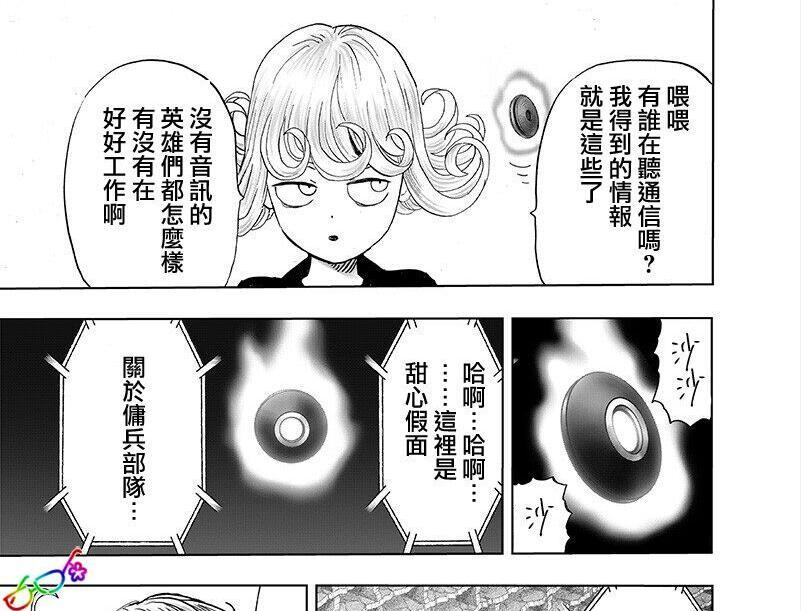 喂喂
有誰在聽通信嗎？
我得到的情報
就是這些了
沒有音訊的
英雄們都怎麼樣
有沒有在
好好工作啊
沙
沙
哈啊…哈啊…
……這裡是
甜心假面
關於傭兵部隊…
沙